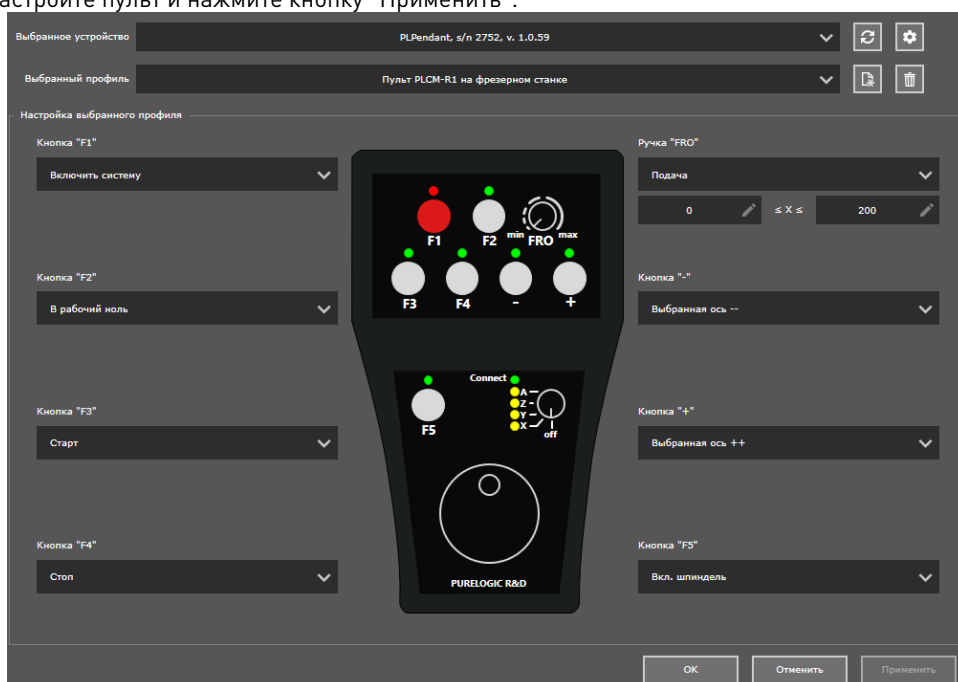 астройте пульт и нажмите кнопку "Применить".
Выбранное устройство
PLPendant, s/n 2752, v. 1.0.59
Выбранный профиль
Пульт PLCM-R1 на фрезерном станке
Настройка выбранного профиля
Кнопка "F1"
Включить систему
Кнопка "F2"
В рабочий ноль
Кнопка "F3"
Старт
Кнопка "F4"
Стоп
F1
F2
min
FRO
max
F3
F4
-
+
Connect
A
Z
Y
X
off
F5
PURELOGIC R&D
Ручка "FRO"
Подача
0
≤ X ≤
200
Кнопка "-"
Выбранная ось --
Кнопка "+"
Выбранная ось ++
Кнопка "F5"
Вкл. шпиндель
ОК
Отменить
Применить